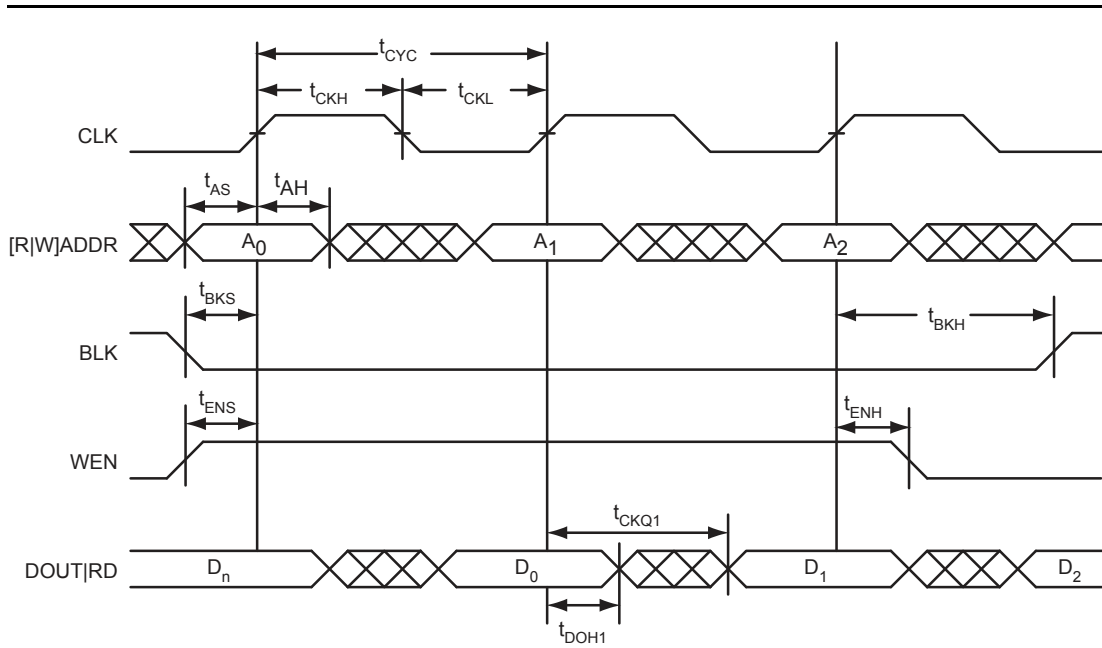 tCYC
tCKH tCKL
CLK
tAS tAH
[R|W]ADDR A0 A1 A2
tBKS tBKH
BLK
tENS tENH
WEN
tCKQ1
DOUT|RD Dn D0 D1 D2
tDOH1